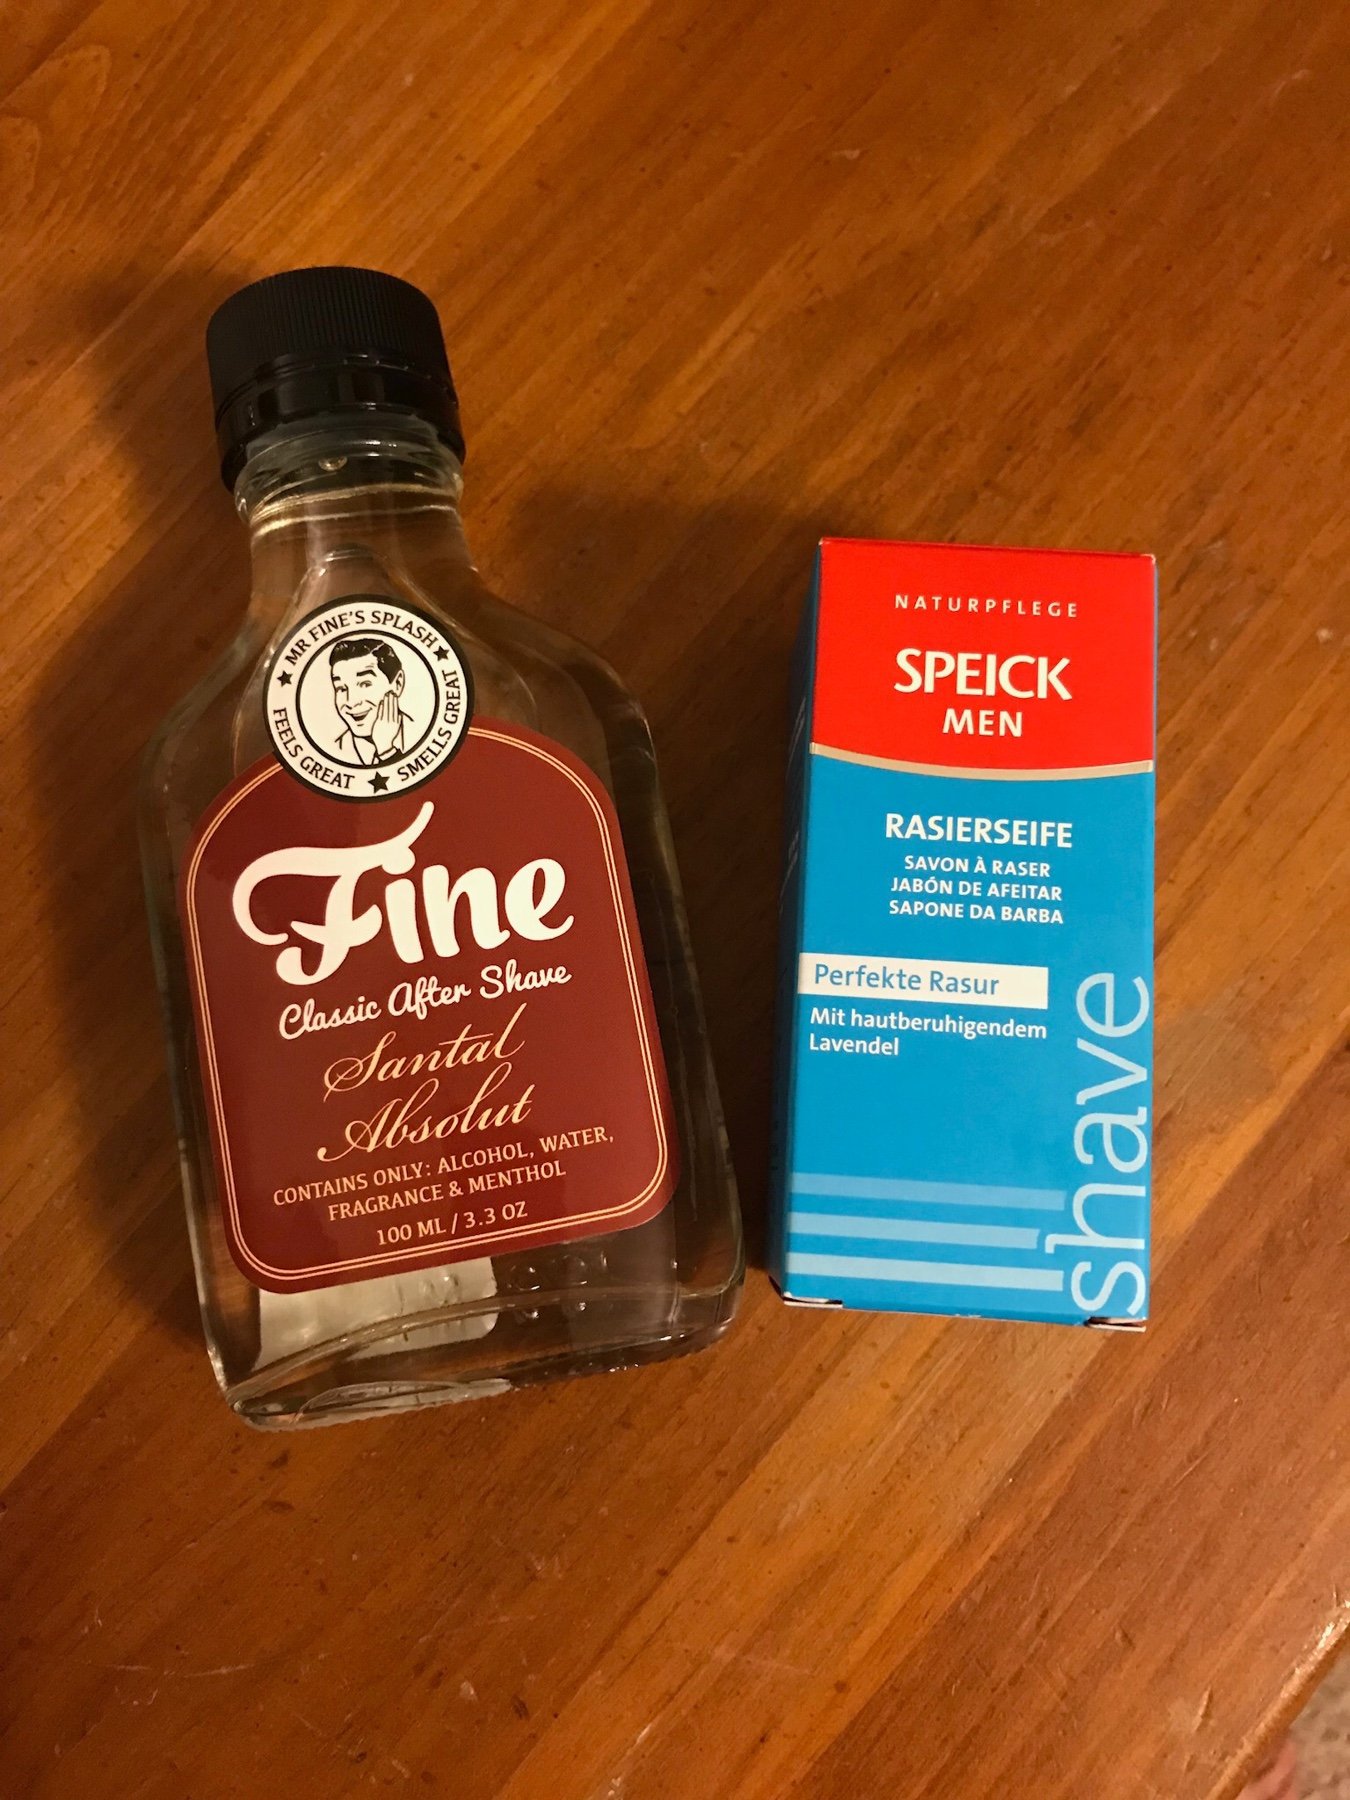 MR FINE'S SPLASH
FEELS GREAT
SMELLS GREAT
Fine
Classic After Shave
Santal
Absolut
CONTAINS ONLY: ALCOHOL, WATER,
FRAGRANCE & MENTHOL
100 ML / 3.3 OZ
NATURPFLEGE
SPEICK
MEN
RASIERSEIFE
SAVON À RASER
JABÓN DE AFEITAR
SAPONE DA BARBA
Perfekte Rasur
Mit hautberuhigendem
Lavendel
shave